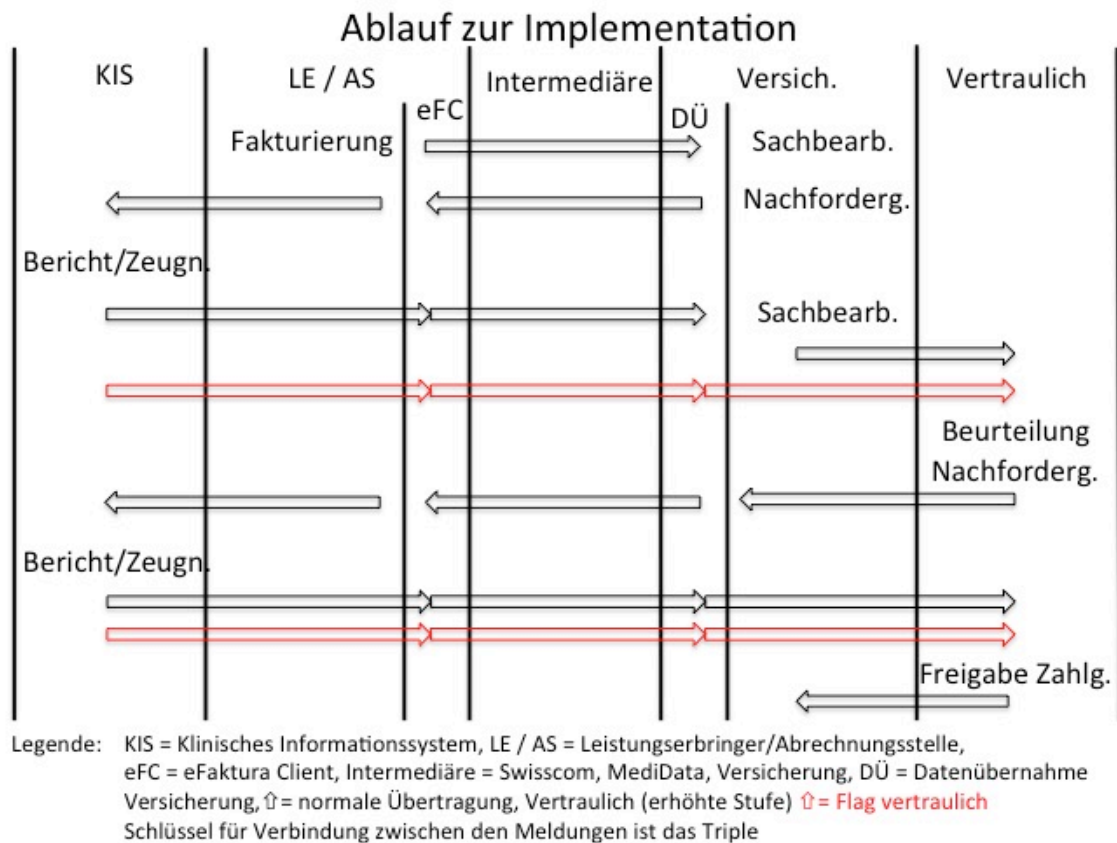 Ablauf zur Implementation
KIS LE / AS Intermediäre Versich. Vertraulich
eFC DÜ
Fakturierung Sachbearb.
Nachforderg.
Bericht/Zeugn.
Sachbearb.
Beurteilung
Nachforderg.
Bericht/Zeugn.
Freigabe Zahlg.
Legende: KIS = Klinisches Informationssystem, LE / AS = Leistungserbringer/Abrechnungsstelle,
eFC = eFaktura Client, Intermediäre = Swisscom, MediData, Versicherung, DÜ = Datenübernahme
Versicherung, ⇧= normale Übertragung, Vertraulich (erhöhte Stufe) ⇧= Flag vertraulich
Schlüssel für Verbindung zwischen den Meldungen ist das Triple